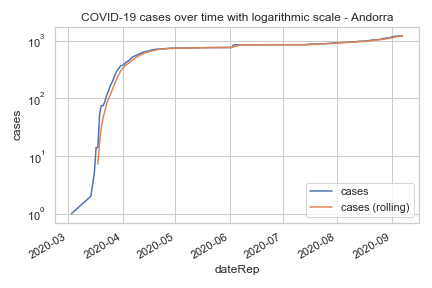 COVID-19 cases over time with logarithmic scale - Andorra
10³
10²
10¹
10⁰
cases
cases
cases (rolling)
2020-03
2020-04
2020-05
2020-06
2020-07
2020-08
2020-09
dateRep